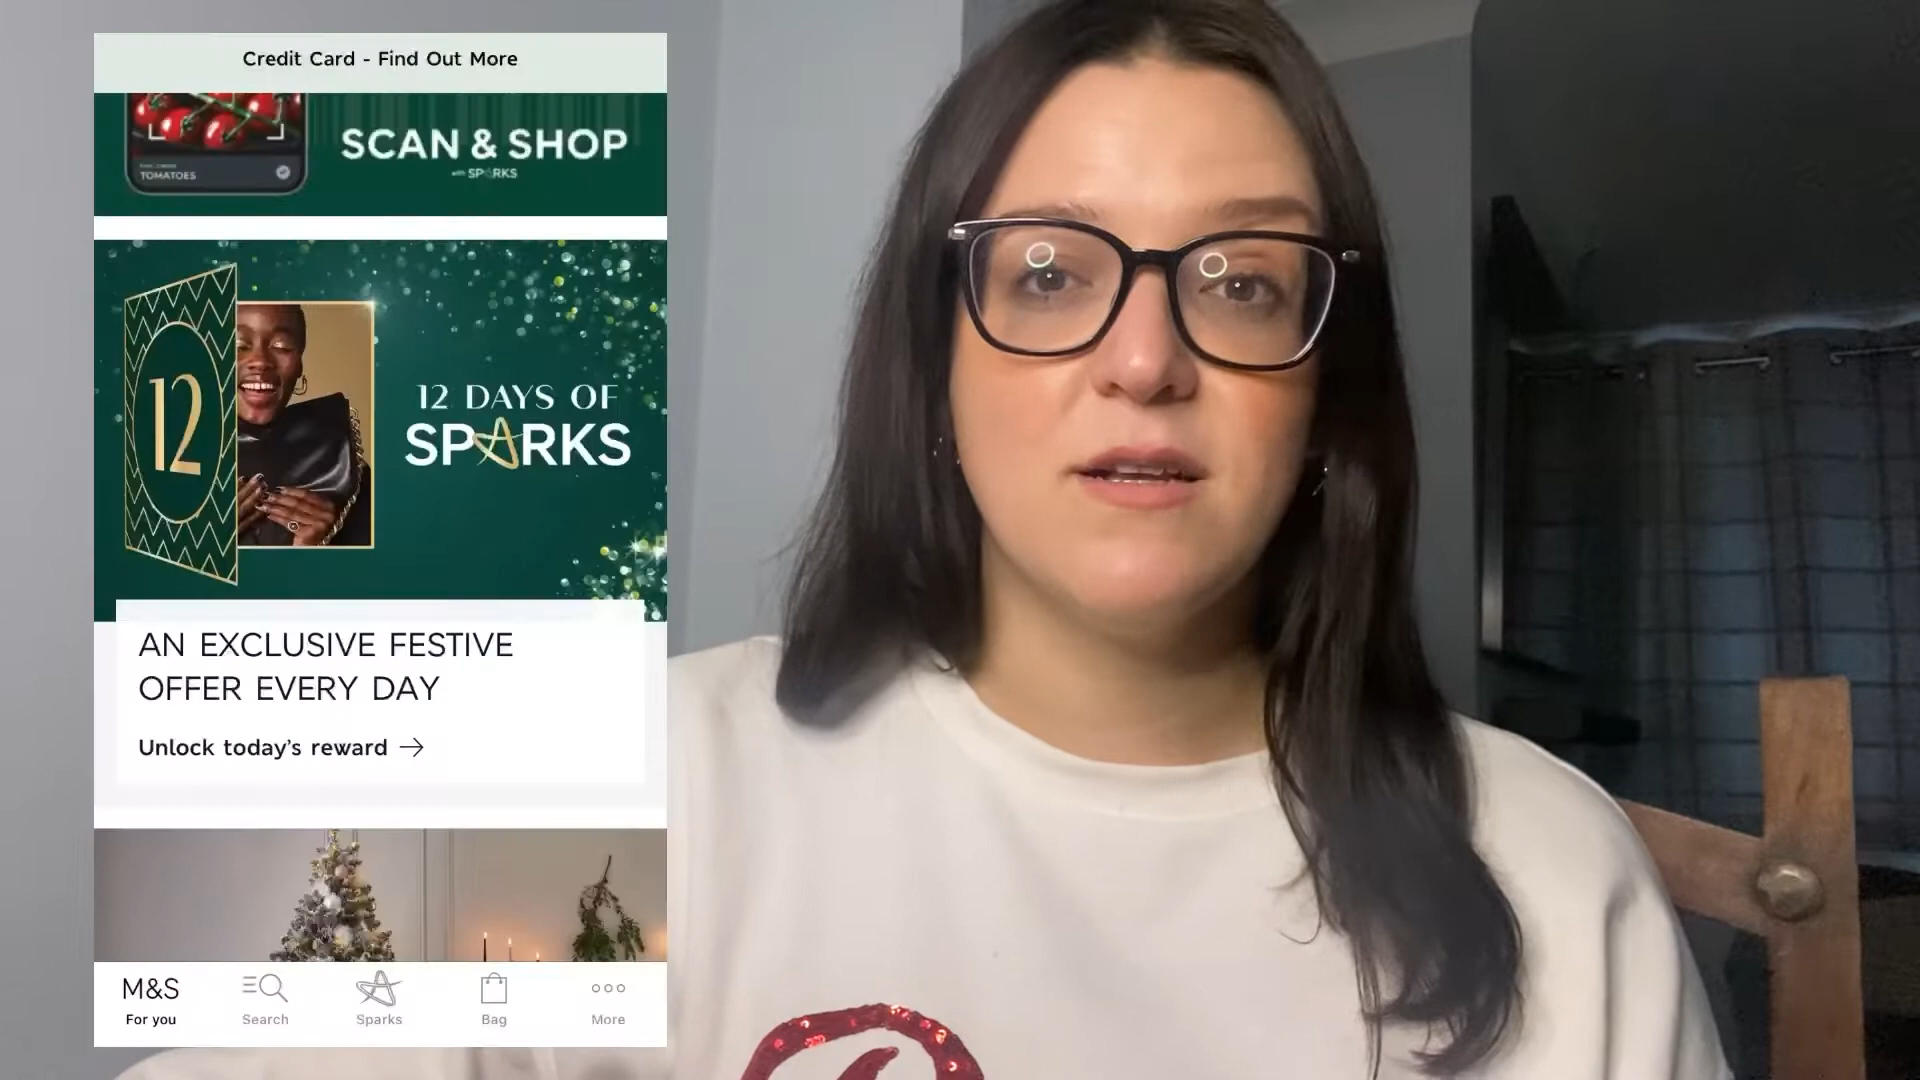 Credit Card - Find Out More
TOMATOES
SCAN & SHOP
with SPARKS
12
12 DAYS OF
SPARKS
AN EXCLUSIVE FESTIVE
OFFER EVERY DAY
Unlock today's reward →
M&S
For you
Search
Sparks
Bag
More